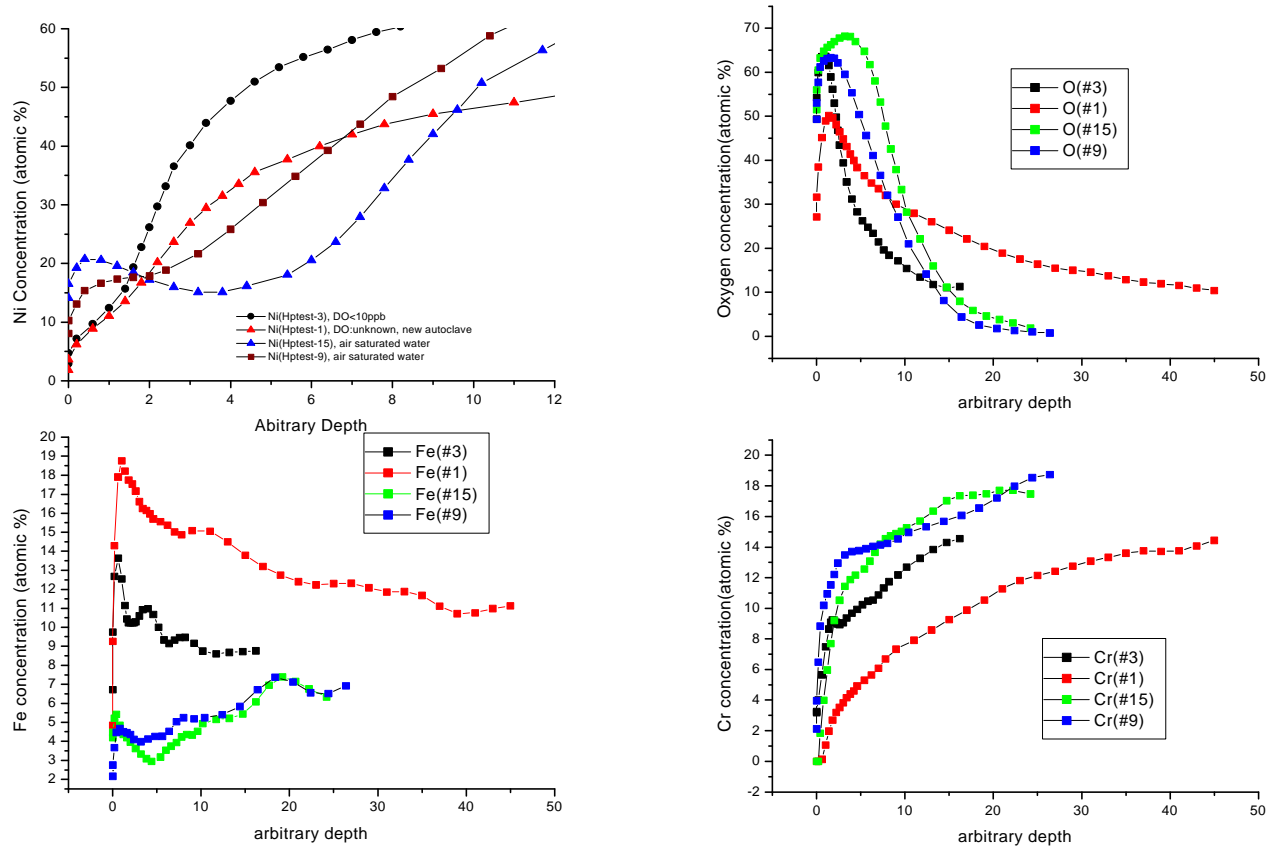 Ni Concentration (atomic %)
60
50
40
30
20
10
0
Ni(Hptest-3), DO<10ppb
Ni(Hptest-1), DO:unknown, new autoclave
Ni(Hptest-15), air saturated water
Ni(Hptest-9), air saturated water
0 2 4 6 8 10 12
Abitrary Depth
Oxygen concentration(atomic %)
70
60
50
40
30
20
10
0
O(#3)
O(#1)
O(#15)
O(#9)
0 10 20 30 40 50
arbitrary depth
Fe concentration (atomic %)
20
19
18
17
16
15
14
13
12
11
10
9
8
7
6
5
4
3
2
Fe(#3)
Fe(#1)
Fe(#15)
Fe(#9)
0 10 20 30 40 50
arbitrary depth
Cr concentration(atomic %)
20
18
16
14
12
10
8
6
4
2
0
-2
Cr(#3)
Cr(#1)
Cr(#15)
Cr(#9)
0 10 20 30 40 50
arbitrary depth